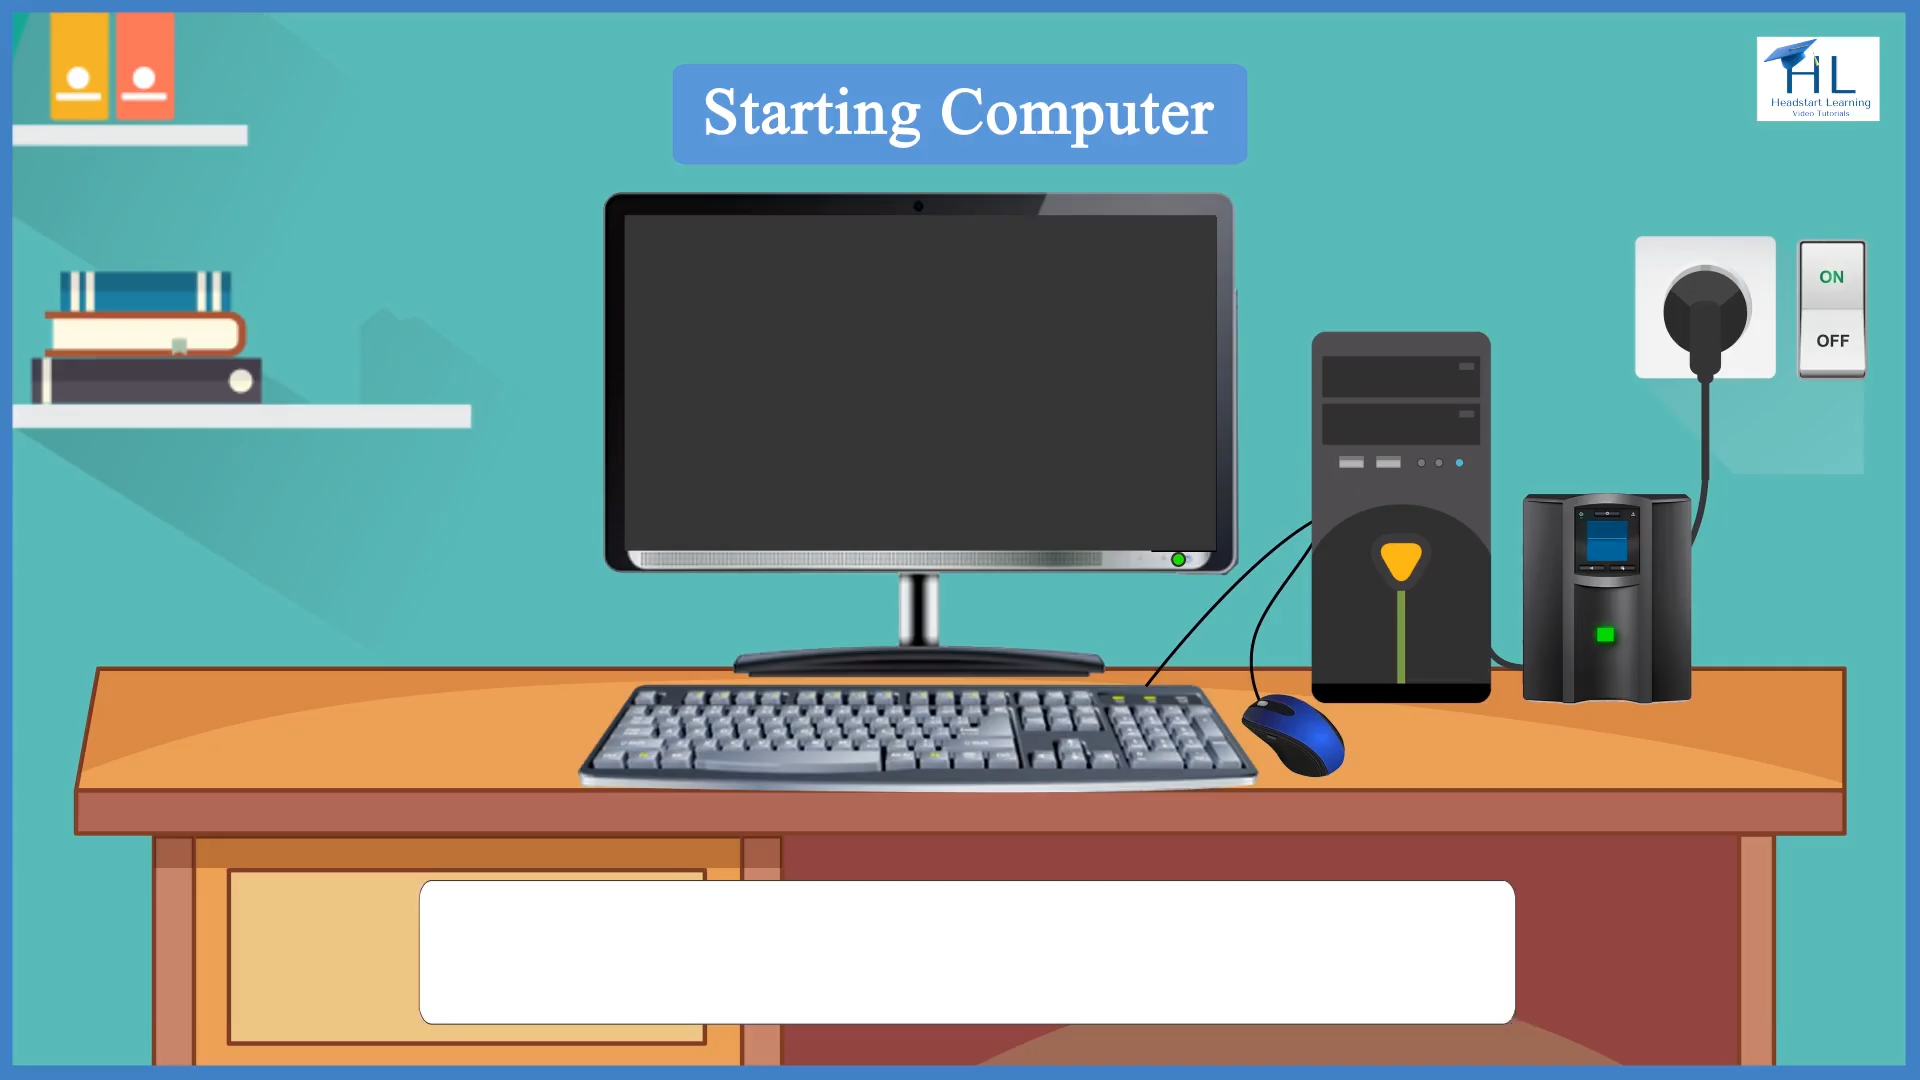 Starting Computer
HL
Headstart Learning
Video Tutorials
ON
OFF